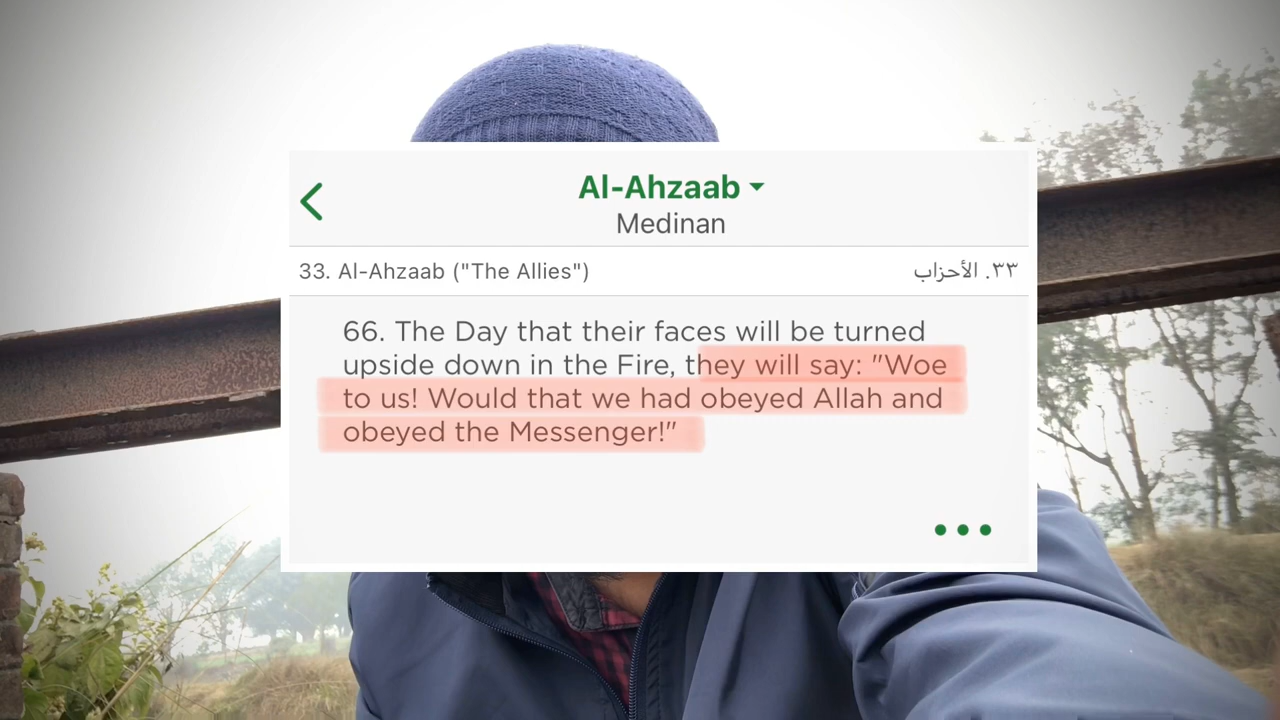 Al-Ahzaab
Medinan
33. Al-Ahzaab ("The Allies")
٣٣. الأحزاب
66. The Day that their faces will be turned
upside down in the Fire, they will say: "Woe
to us! Would that we had obeyed Allah and
obeyed the Messenger!"